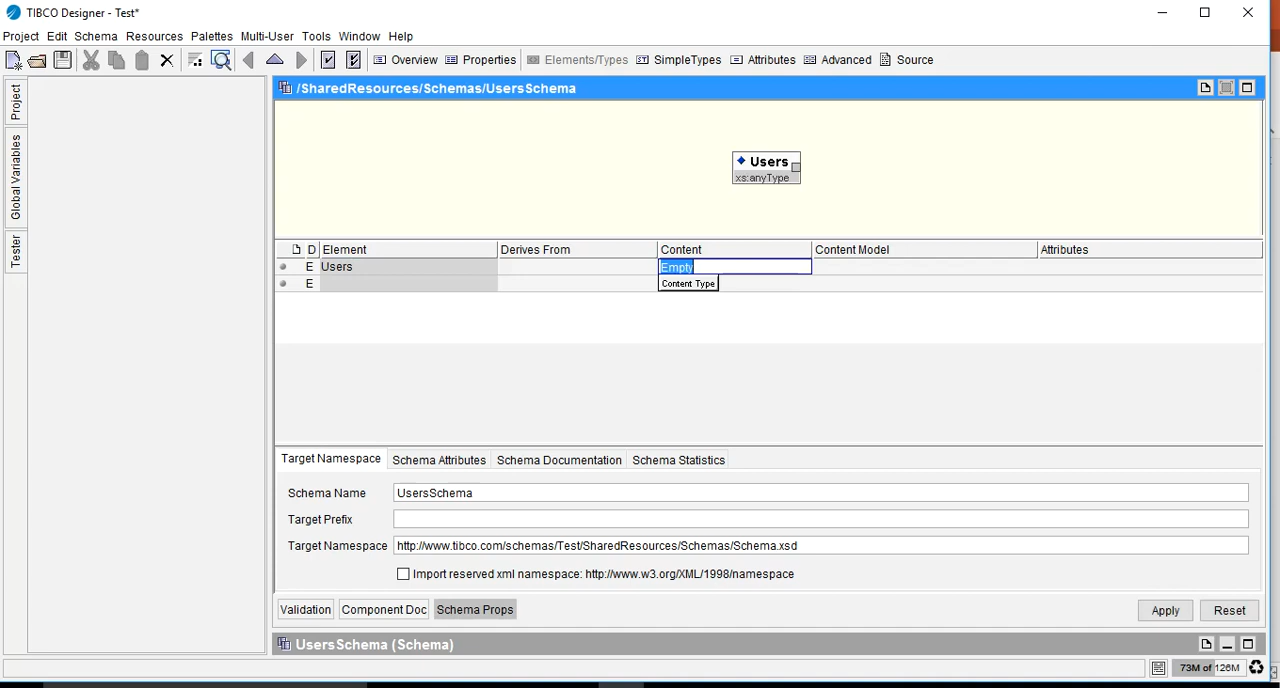 TIBCO Designer - Test*
Project Edit Schema Resources Palettes Multi-User Tools Window Help
Overview Properties Elements/Types SimpleTypes Attributes Advanced Source
Project
Global Variables
Tester
/SharedResources/Schemas/UsersSchema
Users
xs:anyType
D Element Derives From Content Content Model Attributes
E Users Empty
E Content Type
Target Namespace Schema Attributes Schema Documentation Schema Statistics
Schema Name UsersSchema
Target Prefix
Target Namespace http://www.tibco.com/schemas/Test/SharedResources/Schemas/Schema.xsd
Import reserved xml namespace: http://www.w3.org/XML/1998/namespace
Validation Component Doc Schema Props Apply Reset
UsersSchema (Schema)
73M of 126M